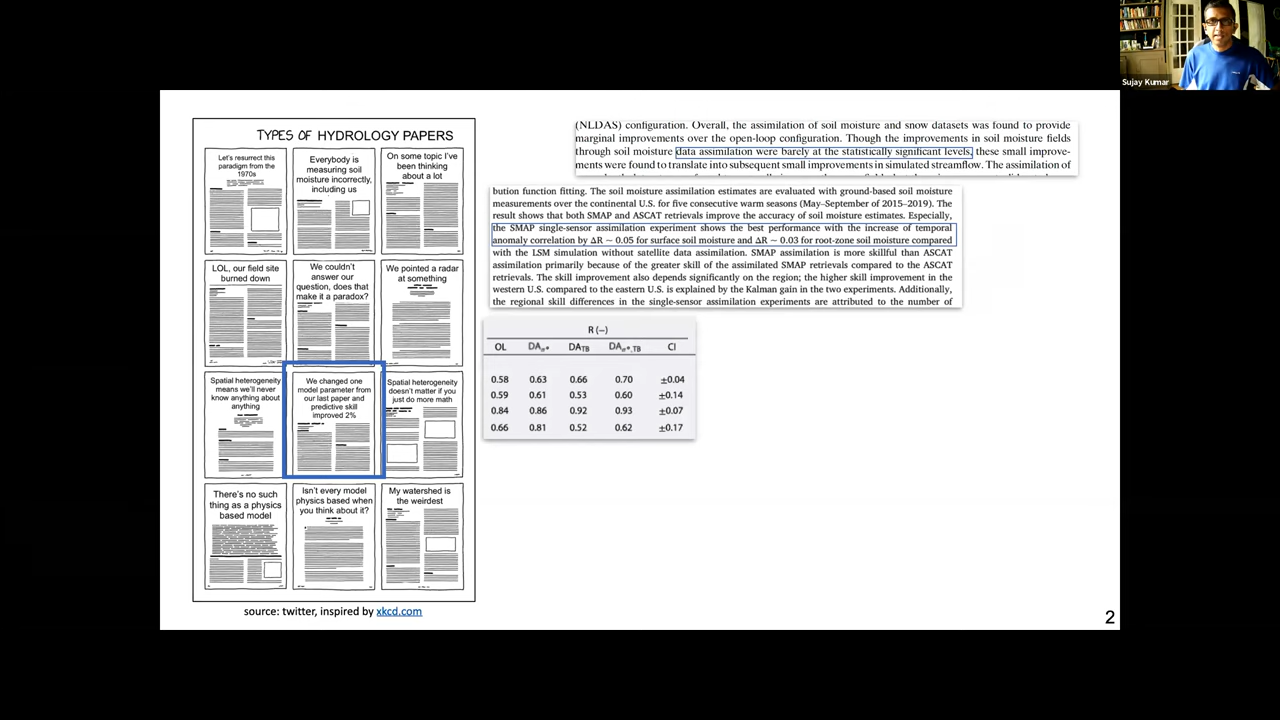 Sujay Kumar
TYPES OF HYDROLOGY PAPERS
Let's resurrect this
paradigm from the
1970s
Everybody is
measuring soil
moisture incorrectly,
including us
On some topic I've
been thinking
about a lot
LOL, our field site
burned down
We couldn't
answer our
question, does that
make it a paradox?
We pointed a radar
at something
Spatial heterogeneity
means we'll never
know anything about
anything
We changed one
model parameter from
our last paper and
predictive skill
improved 2%
Spatial heterogeneity
doesn't matter if you
just do more math
There's no such
thing as a physics
based model
Isn't every model
physics based when
you think about it?
My watershed is
the weirdest
source: twitter, inspired by xkcd.com
(NLDAS) configuration. Overall, the assimilation of soil moisture and snow datasets was found to provide
marginal improvements over the open-loop configuration. Though the improvements in soil moisture fields
through soil moisture data assimilation were barely at the statistically significant levels, these small improve-
ments were found to translate into subsequent small improvements in simulated streamflow. The assimilation of
bution function fitting. The soil moisture assimilation estimates are evaluated with ground-based soil moisture
measurements over the continental U.S. for five consecutive warm seasons (May–September of 2015–2019). The
result shows that both SMAP and ASCAT retrievals improve the accuracy of soil moisture estimates. Especially,
the SMAP single-sensor assimilation experiment shows the best performance with the increase of temporal
anomaly correlation by ΔR ~ 0.05 for surface soil moisture and ΔR ~ 0.03 for root-zone soil moisture compared
with the LSM simulation without satellite data assimilation. SMAP assimilation is more skillful than ASCAT
assimilation primarily because of the greater skill of the assimilated SMAP retrievals compared to the ASCAT
retrievals. The skill improvement also depends significantly on the region; the higher skill improvement in the
western U.S. compared to the eastern U.S. is explained by the Kalman gain in the two experiments. Additionally,
the regional skill differences in the single-sensor assimilation experiments are attributed to the number of
R (−)
OL DAσ° DATB DAσ°,TB CI
0.58 0.63 0.66 0.70 ±0.04
0.59 0.61 0.53 0.60 ±0.14
0.84 0.86 0.92 0.93 ±0.07
0.66 0.81 0.52 0.62 ±0.17
2